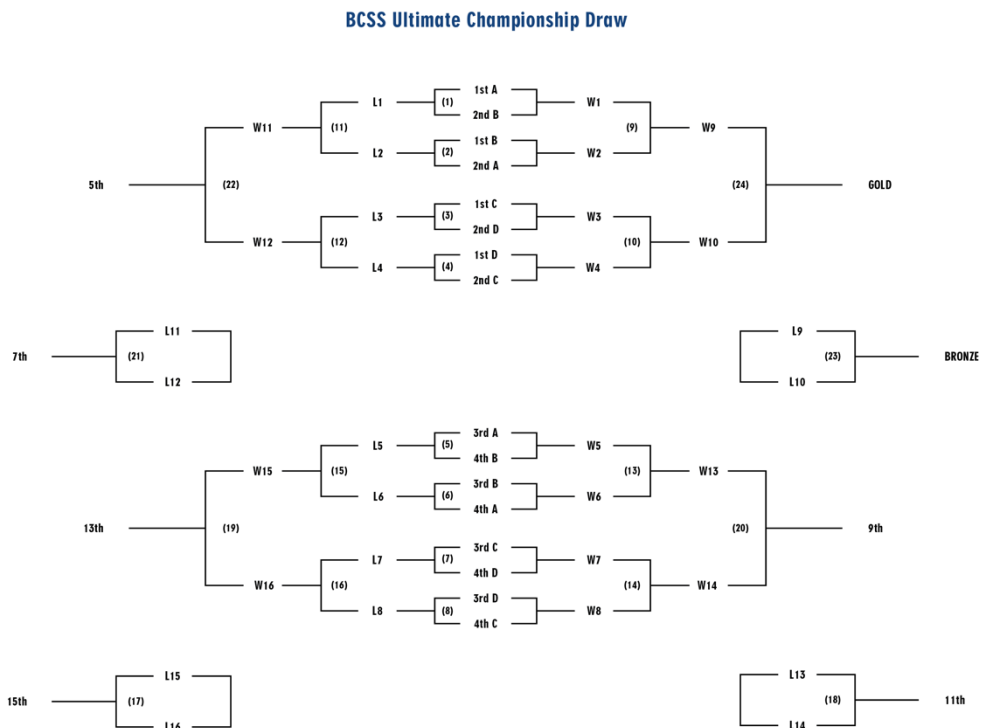 BCSS Ultimate Championship Draw
1st A
L1 (1) W1
2nd B
W11 (11) (9) W9
1st B
L2 (2) W2
2nd A
5th (22) (24) GOLD
1st C
L3 (3) W3
2nd D
W12 (12) (10) W10
1st D
L4 (4) W4
2nd C
L11 L9
7th (21) (23) BRONZE
L12 L10
3rd A
L5 (5) W5
4th B
W15 (15) (13) W13
3rd B
L6 (6) W6
4th A
13th (19) (20) 9th
3rd C
L7 (7) W7
4th D
W16 (16) (14) W14
3rd D
L8 (8) W8
4th C
L15 L13
15th (17) (18) 11th
L16 L14